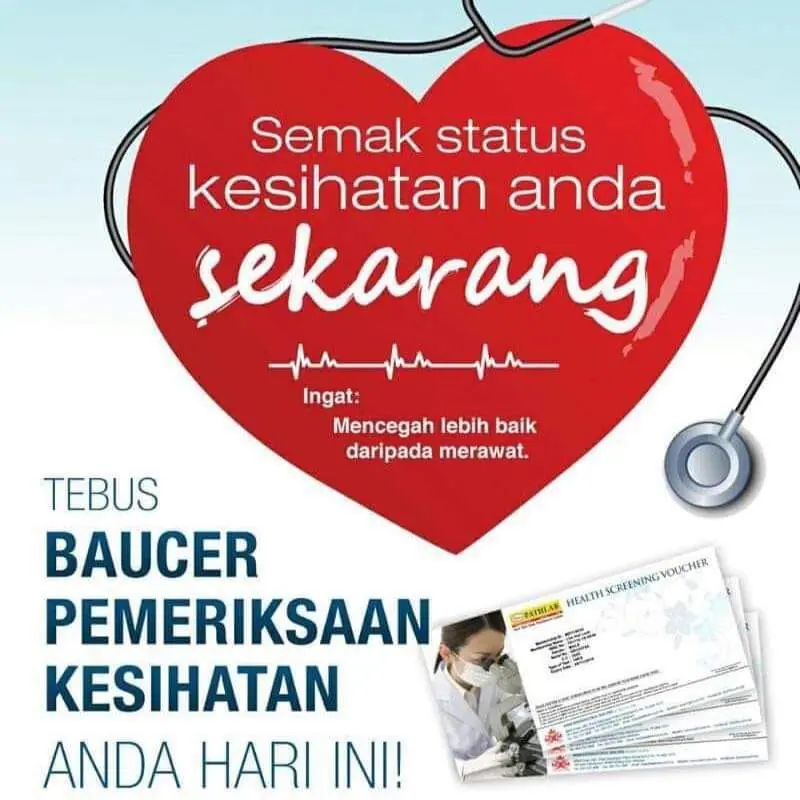 Semak status
kesihatan anda
sekarang
Ingat:
Mencegah lebih baik
daripada merawat.
TEBUS
BAUCER
PEMERIKSAAN
KESIHATAN
ANDA HARI INI!
PATHLAB
HEALTH SCREENING VOUCHER